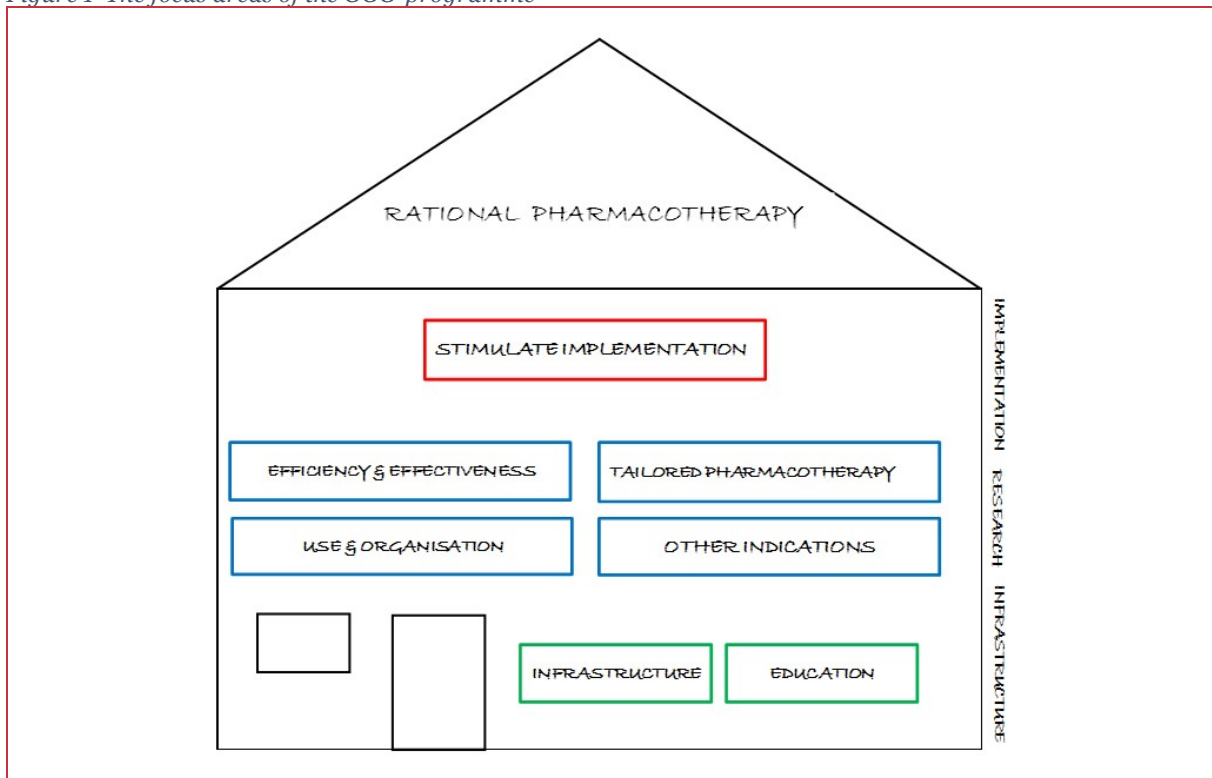 Figure 1 The focus areas of the GGG-programme
RATIONAL PHARMACOTHERAPY
STIMULATE IMPLEMENTATION
EFFICIENCY & EFFECTIVENESS
TAILORED PHARMACOTHERAPY
USE & ORGANISATION
OTHER INDICATIONS
INFRASTRUCTURE
EDUCATION
IMPLEMENTATION
RESEARCH
INFRASTRUCTURE